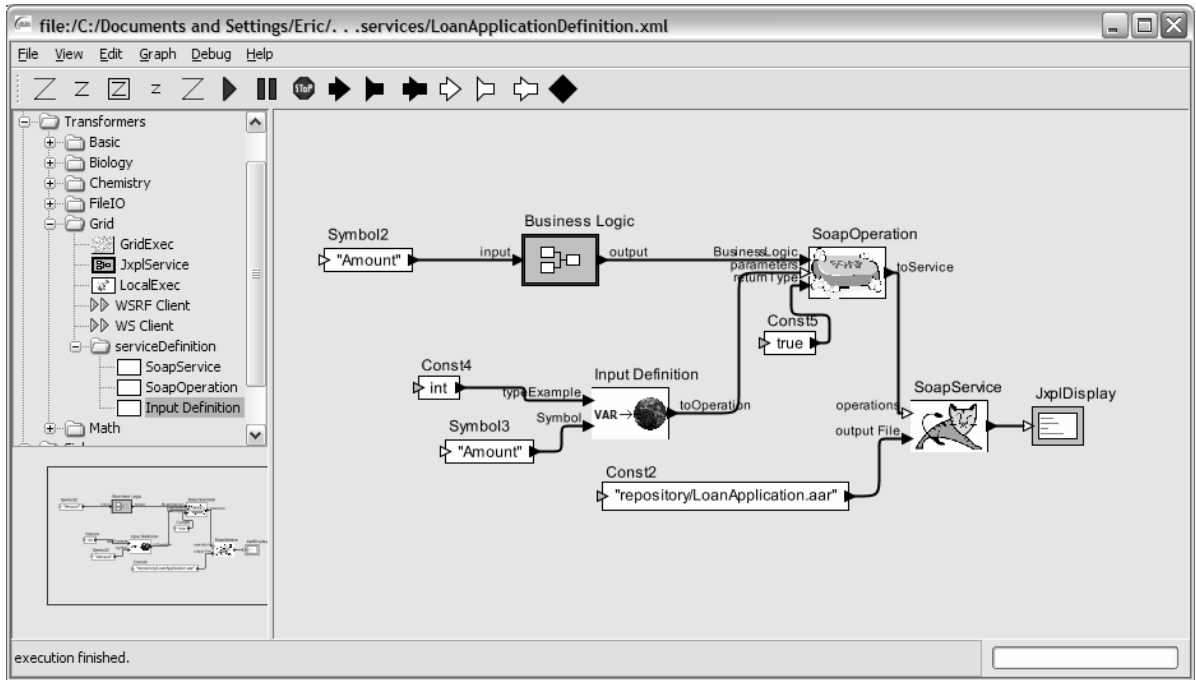 file:/C:/Documents and Settings/Eric/. . .services/LoanApplicationDefinition.xml
File View Edit Graph Debug Help
Z Z Z Z Z STOP
Transformers
Basic
Biology
Chemistry
FileIO
Grid
GridExec
JxplService
LocalExec
WSRF Client
WS Client
serviceDefinition
SoapService
SoapOperation
Input Definition
Math
Symbol2
"Amount"
input
Business Logic
output
SoapOperation
BusinessLogic
parameters
returnType
toService
Const5
true
Const4
int
typeExample
Input Definition
VAR →
toOperation
Symbol
Symbol3
"Amount"
SoapService
operations
output File
JxplDisplay
Const2
"repository/LoanApplication.aar"
execution finished.